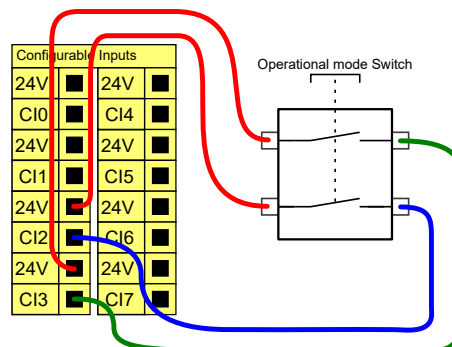 Configurable Inputs
24V 24V
CI0 CI4
24V 24V
CI1 CI5
24V 24V
CI2 CI6
24V 24V
CI3 CI7
Operational mode Switch